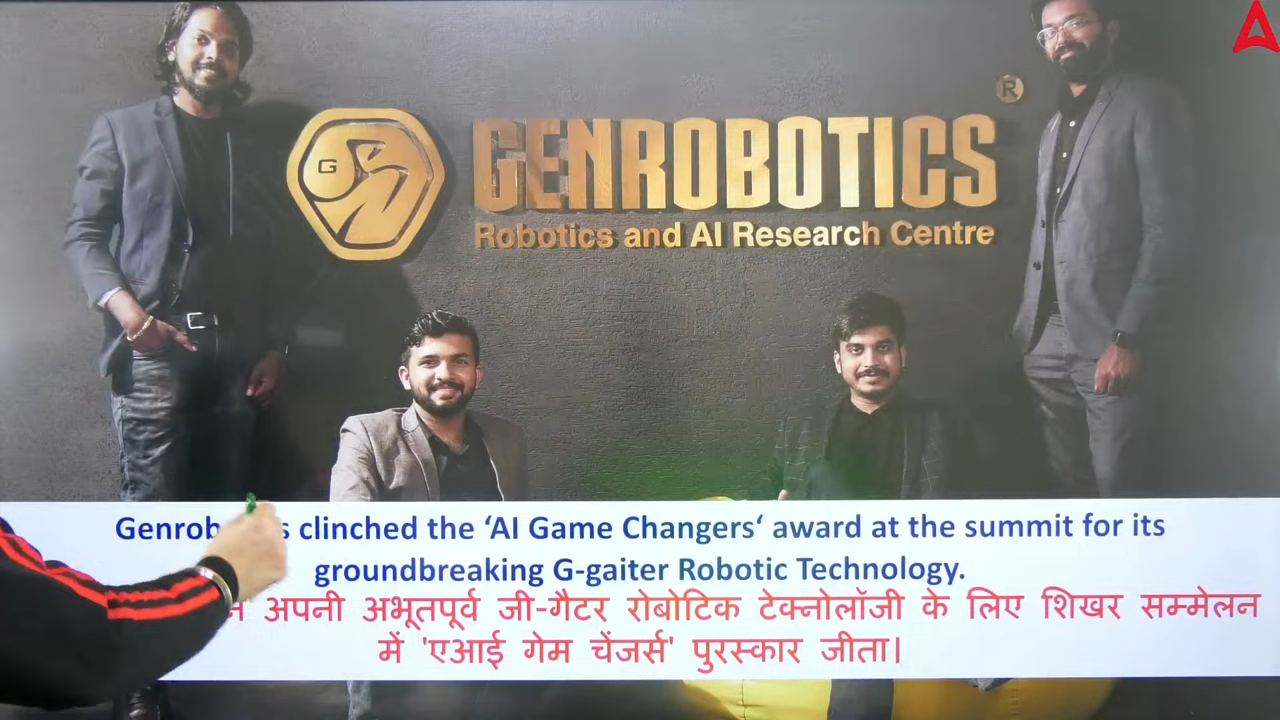 G
GENROBOTICS ®
Robotics and AI Research Centre
clinched the ‘AI Game Changers‘ award at the summit for its
groundbreaking G-gaiter Robotic Technology.
अपनी अभूतपूर्व जी-गैटर रोबोटिक टेक्नोलॉजी के लिए शिखर सम्मेलन
में 'एआई गेम चेंजर्स' पुरस्कार जीता।